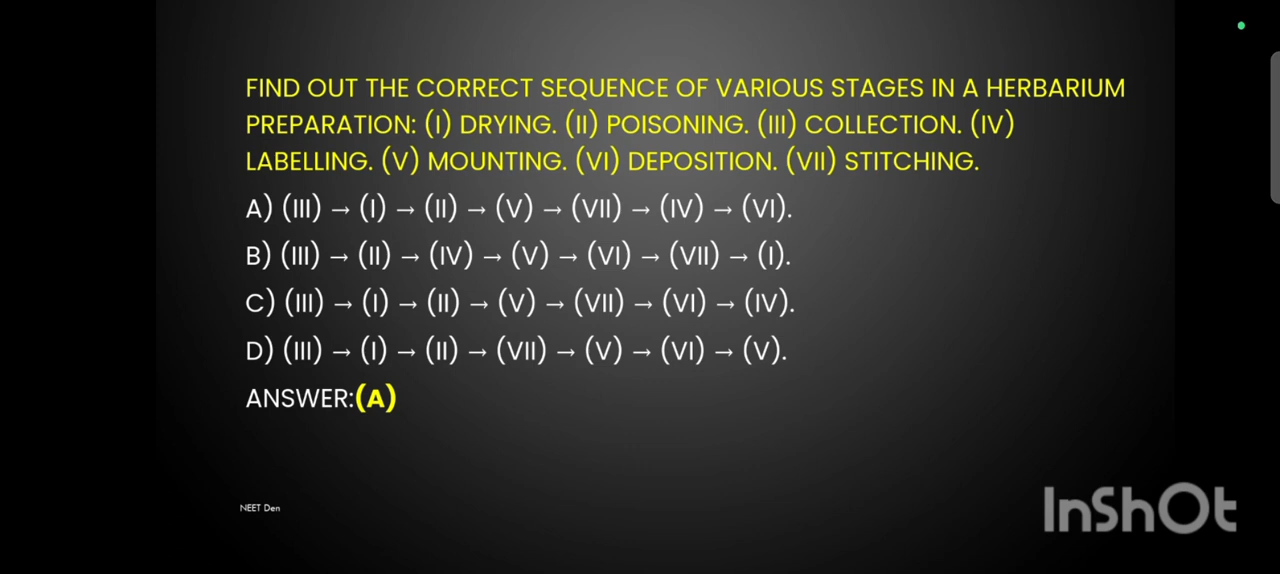 FIND OUT THE CORRECT SEQUENCE OF VARIOUS STAGES IN A HERBARIUM
PREPARATION: (I) DRYING. (II) POISONING. (III) COLLECTION. (IV)
LABELLING. (V) MOUNTING. (VI) DEPOSITION. (VII) STITCHING.
A) (III) → (I) → (II) → (V) → (VII) → (IV) → (VI).
B) (III) → (II) → (IV) → (V) → (VI) → (VII) → (I).
C) (III) → (I) → (II) → (V) → (VII) → (VI) → (IV).
D) (III) → (I) → (II) → (VII) → (V) → (VI) → (V).
ANSWER:(A)
NEET Den
InShOt